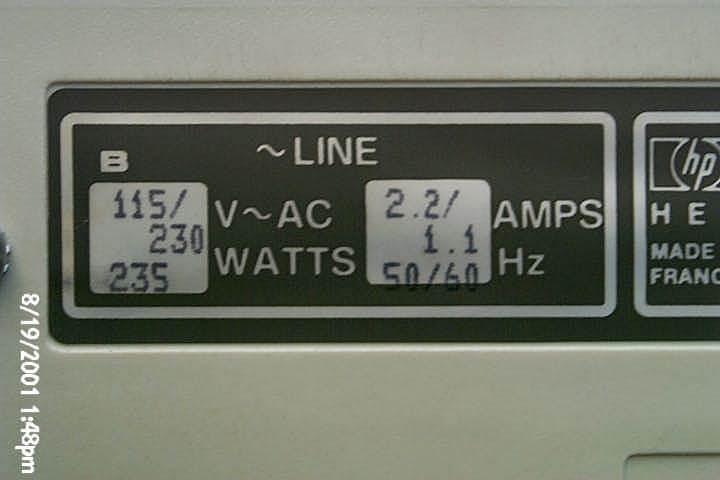 B
~LINE
115/
230
V~AC
235
WATTS
2.2/
1.1
AMPS
50/60
Hz
hp
H E
MADE
FRANC
8/19/2001 1:48pm